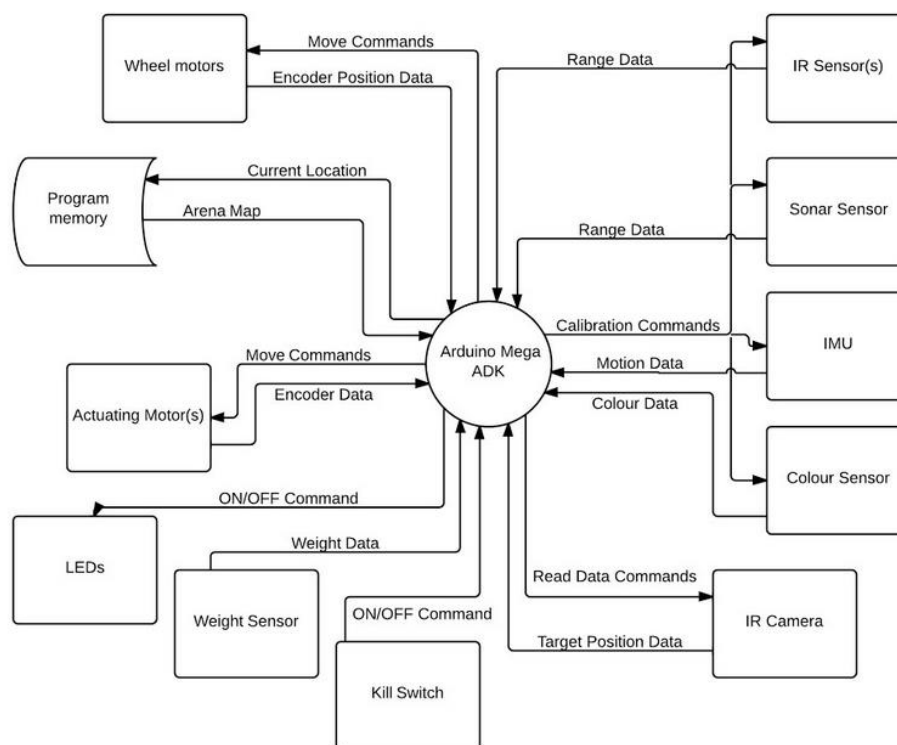 Move Commands
Wheel motors
Range Data
IR Sensor(s)
Encoder Position Data
Current Location
Program
memory
Arena Map
Sonar Sensor
Range Data
Calibration Commands
Arduino Mega
ADK
IMU
Move Commands
Motion Data
Encoder Data
Colour Data
Actuating Motor(s)
Colour Sensor
ON/OFF Command
Weight Data
LEDs
Read Data Commands
Weight Sensor
ON/OFF Command
IR Camera
Target Position Data
Kill Switch